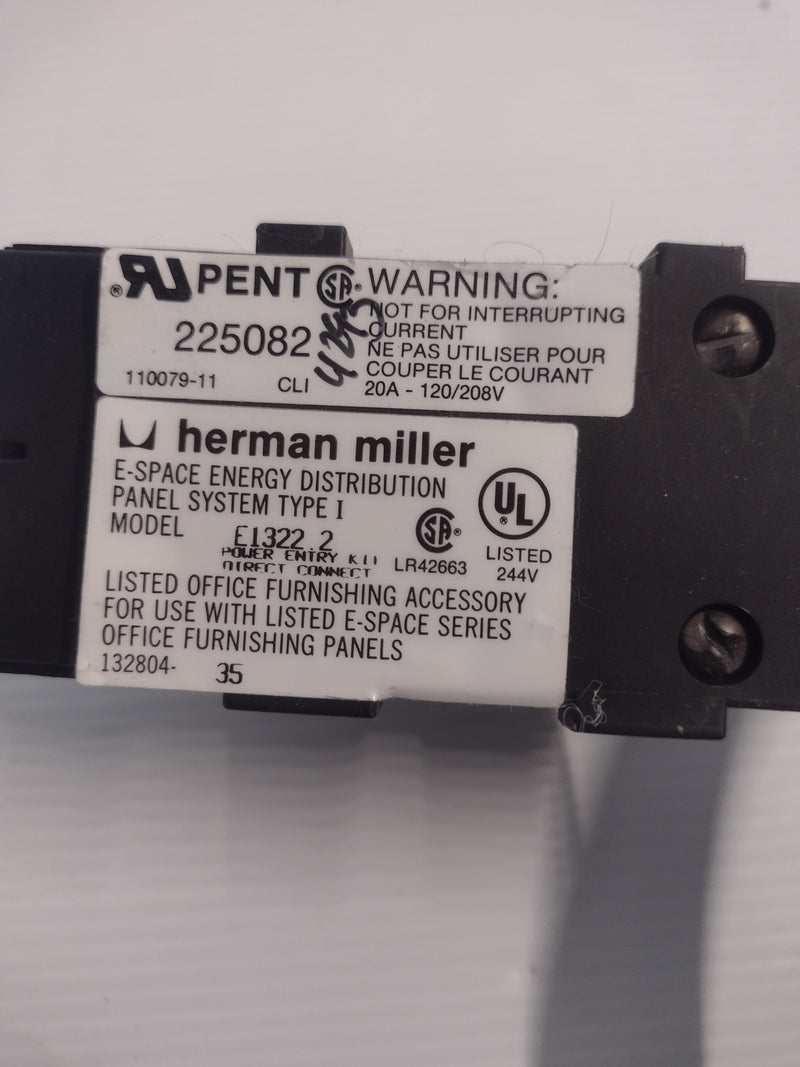 PENT
225082
110079-11 CLI
WARNING:
NOT FOR INTERRUPTING
CURRENT
NE PAS UTILISER POUR
COUPER LE COURANT
20A - 120/208V
herman miller
E-SPACE ENERGY DISTRIBUTION
PANEL SYSTEM TYPE I
MODEL E1322 2
POWER ENTRY KIT
DIRECT CONNECT
SA
LR42663
UL
LISTED
244V
LISTED OFFICE FURNISHING ACCESSORY
FOR USE WITH LISTED E-SPACE SERIES
OFFICE FURNISHING PANELS
132804- 35